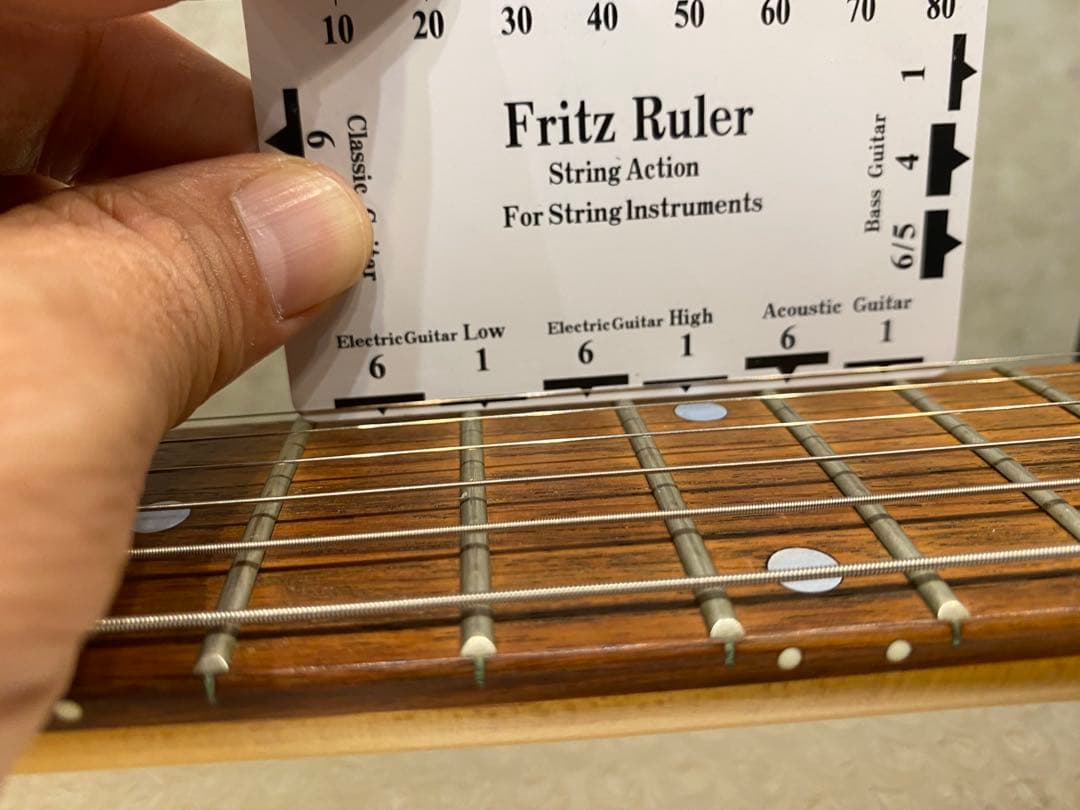 10 20 30 40 50 60 70 80
Fritz Ruler
String Action
For String Instruments
6
Classic
Bass Guitar
1
4
6/5
Electric Guitar Low
6 1
Electric Guitar High
6 1
Acoustic Guitar
6 1